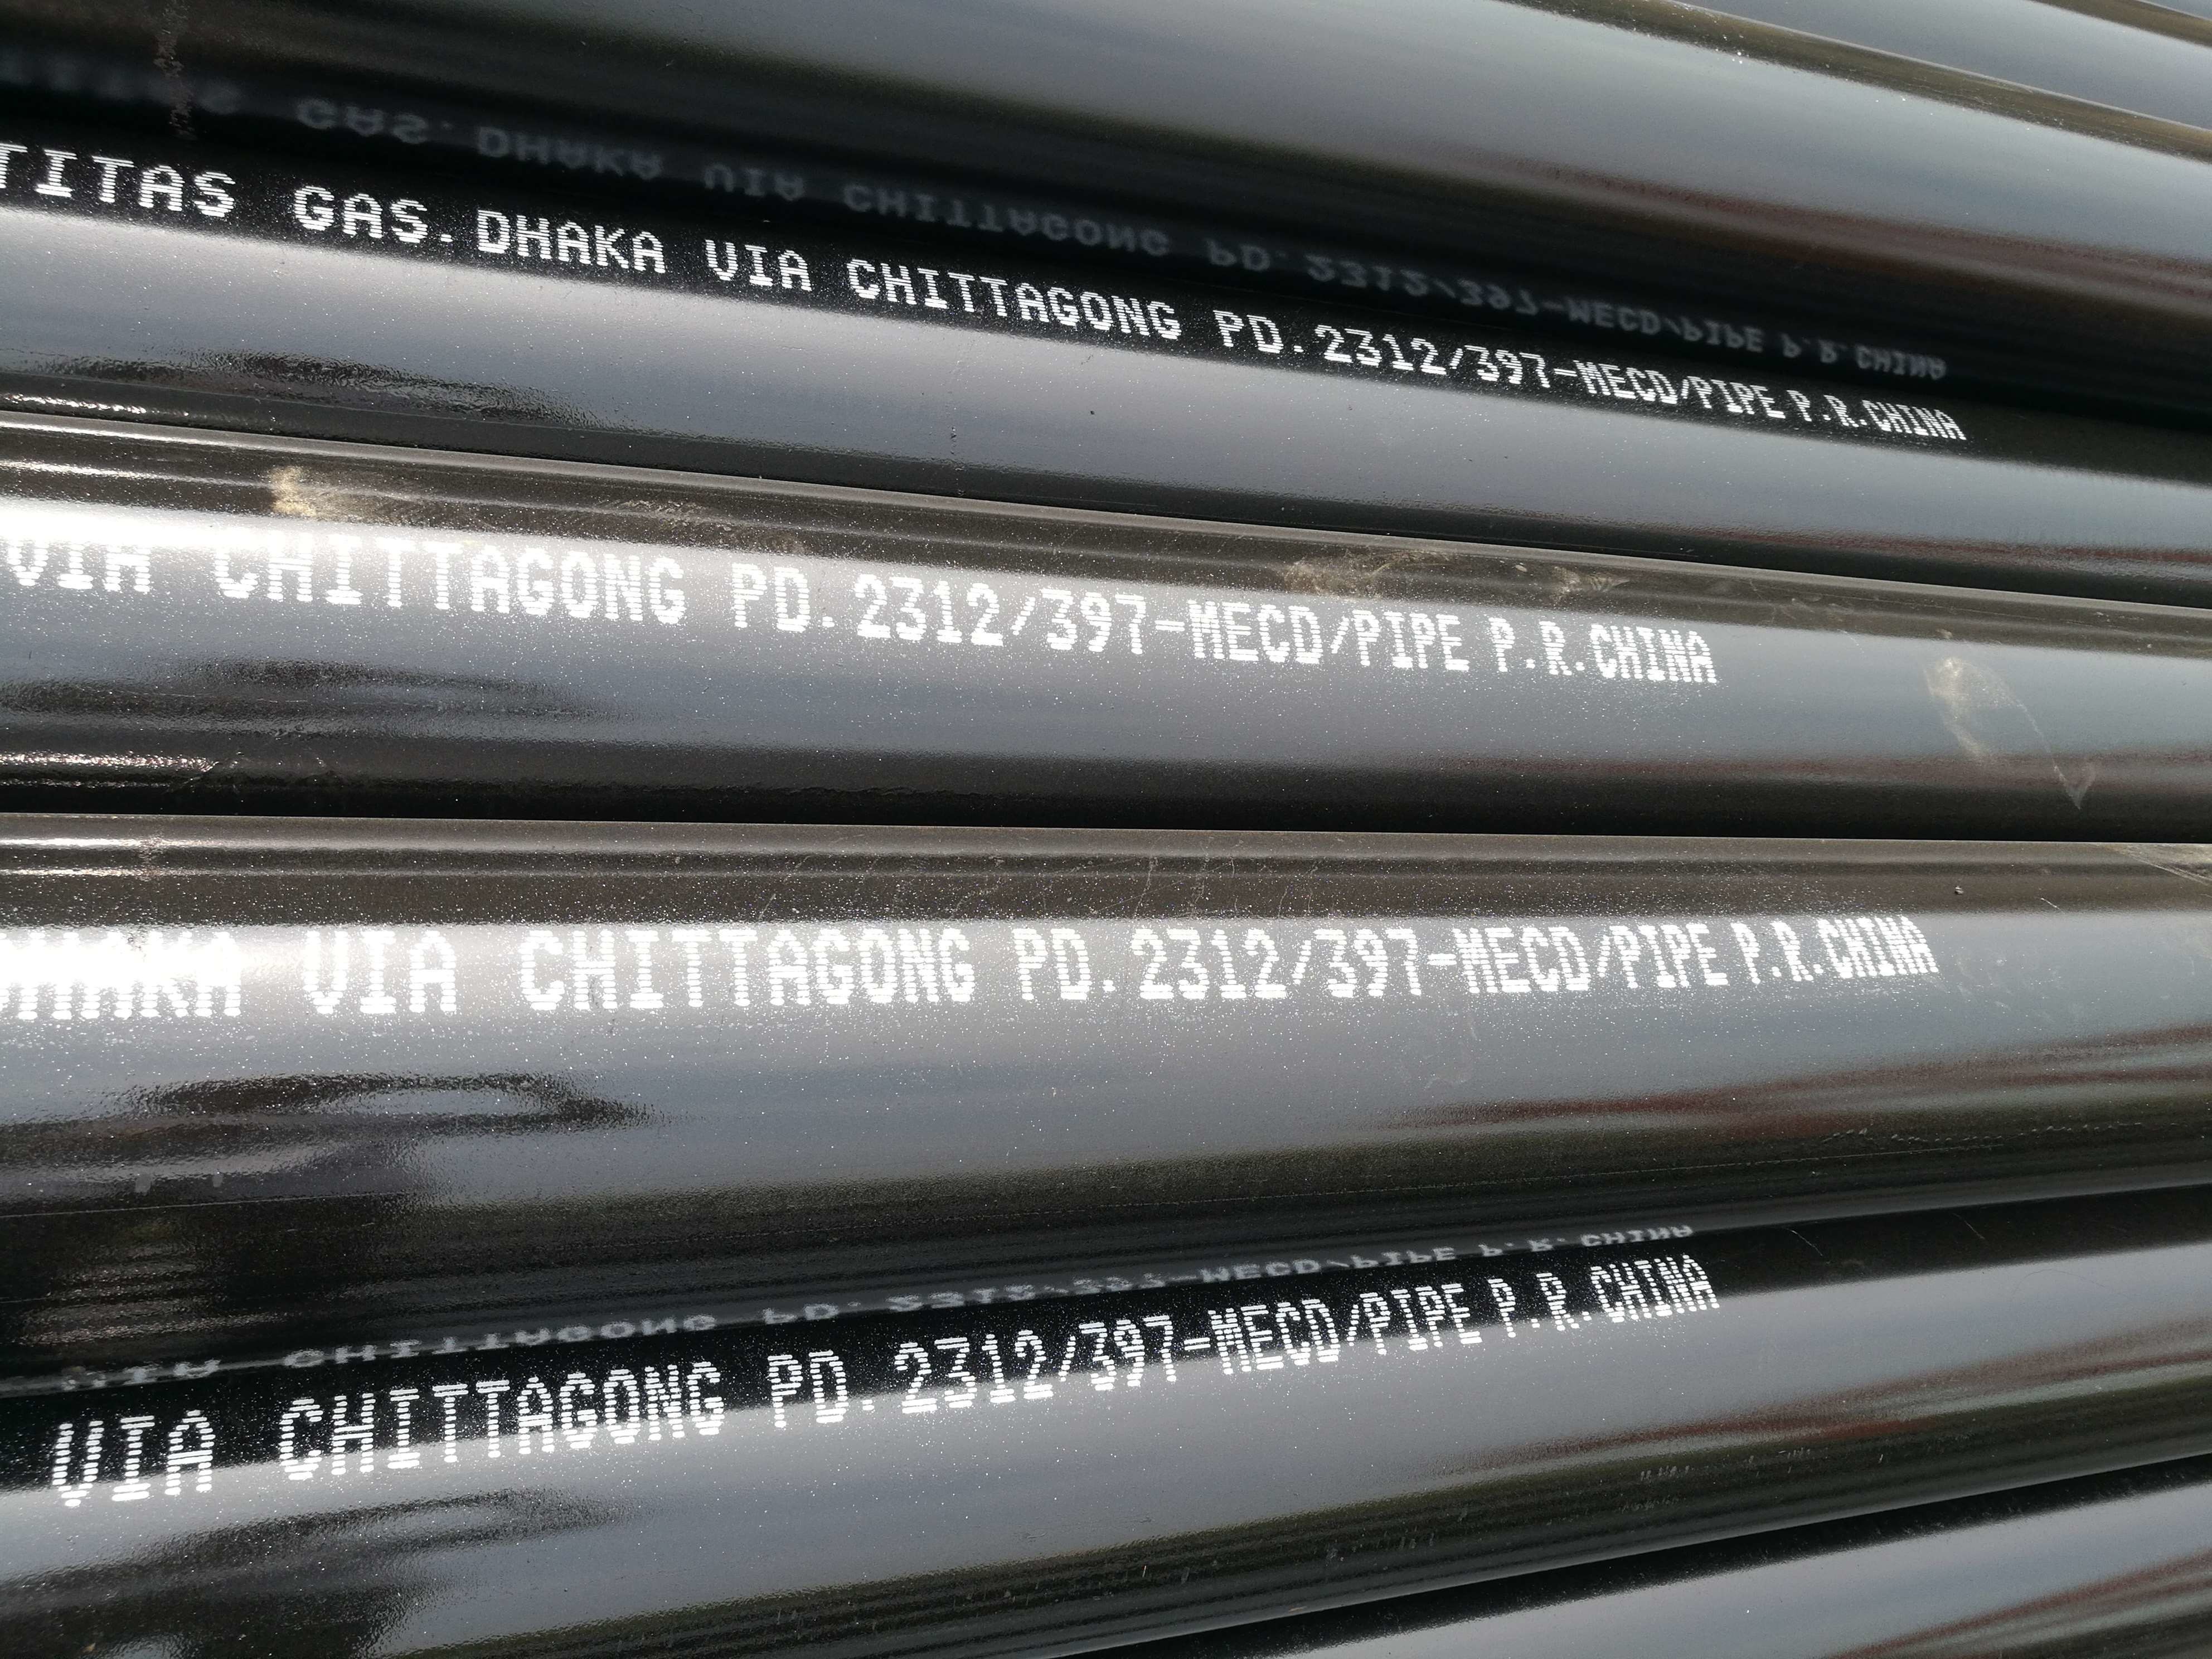 TITAS GAS. DHAKA VIA CHITTAGONG PD. 2312/397-MECD/PIPE P.R.CHINA
VIA CHITTAGONG PD. 2312/397-MECD/PIPE P.R.CHINA
DHAKA VIA CHITTAGONG PD. 2312/397-MECD/PIPE P.R.CHINA
VIA CHITTAGONG PD. 2312/397-MECD/PIPE P.R.CHINA